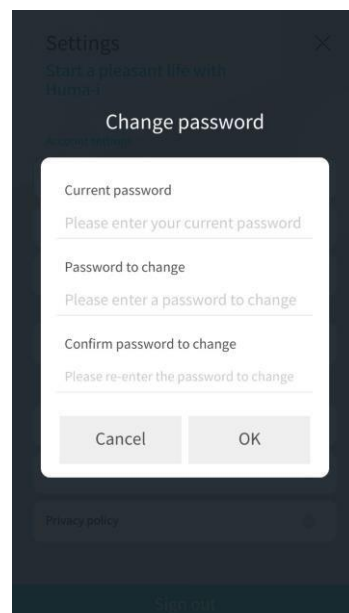 Settings
Start a pleasant life with
Huma-i
Change password
Current password
Please enter your current password
Password to change
Please enter a password to change
Confirm password to change
Please re-enter the password to change
Cancel
OK
Privacy policy
Sign out